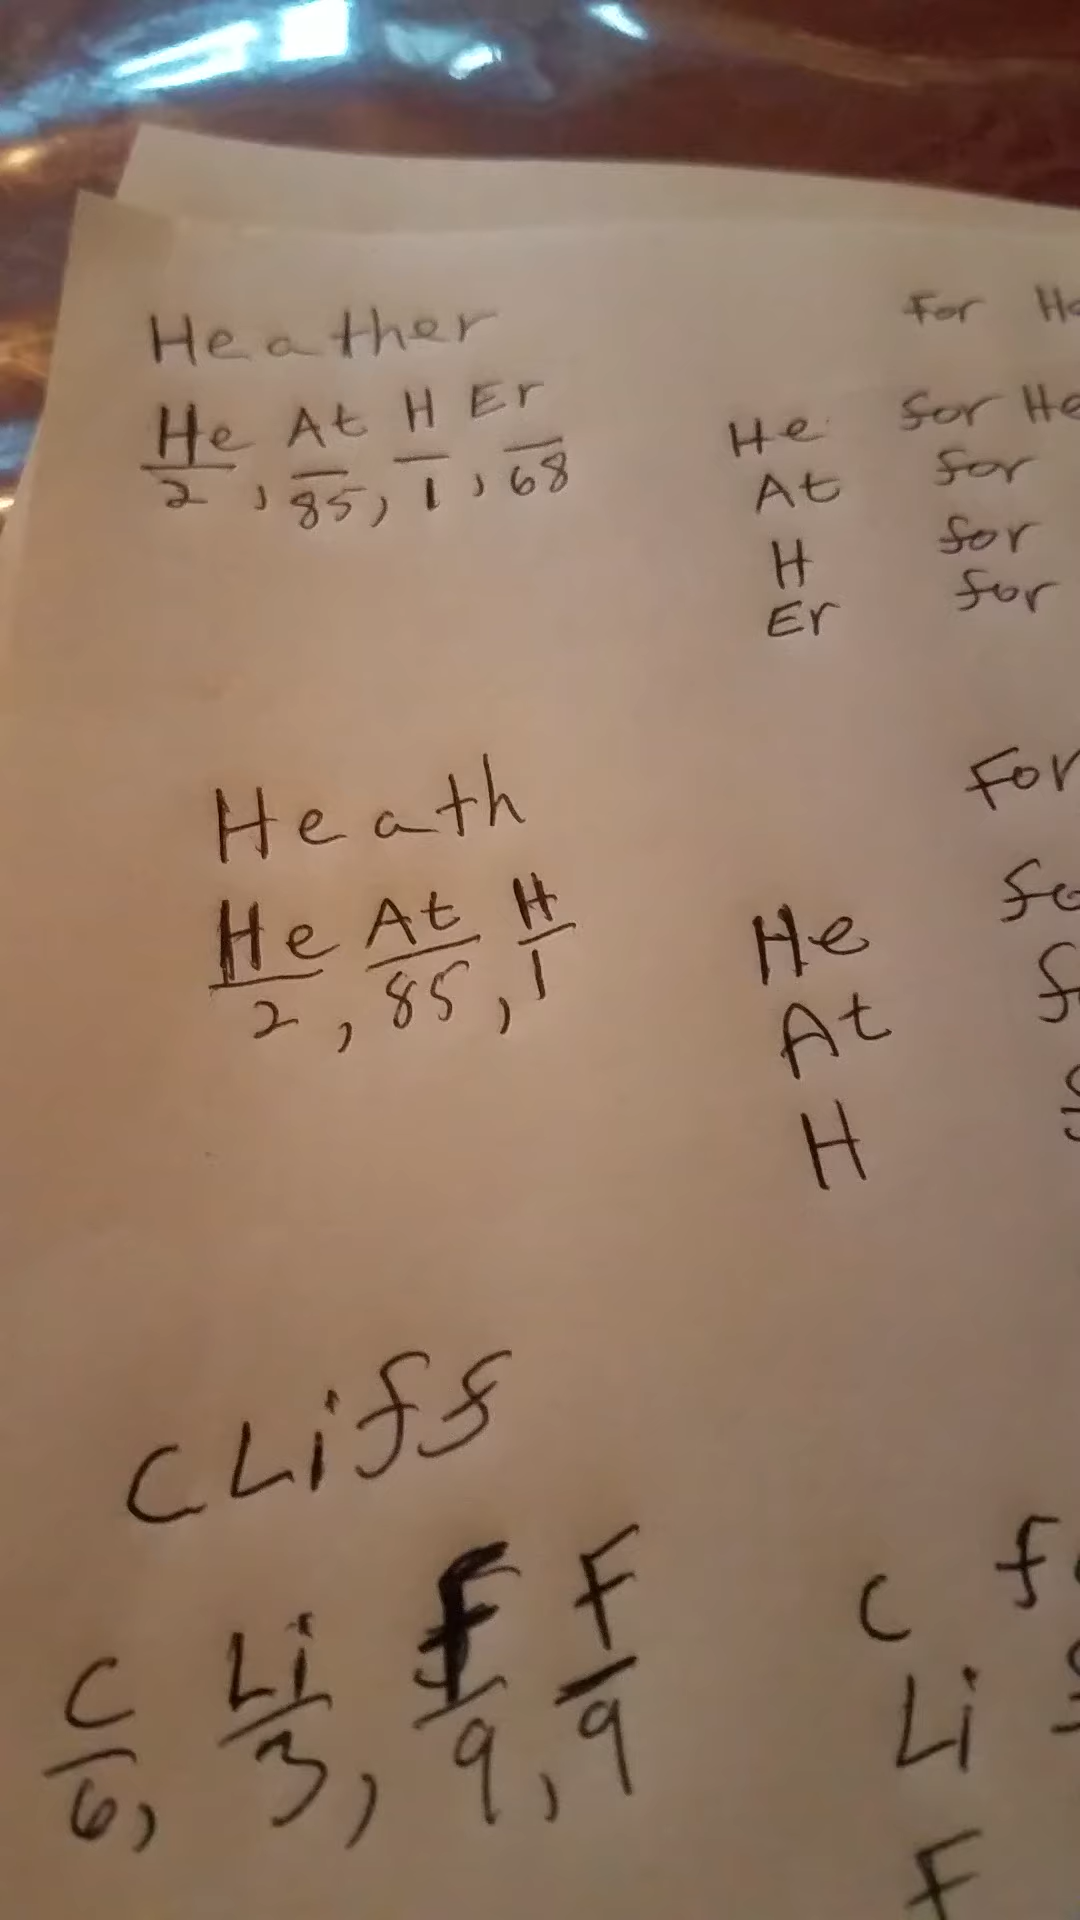 Heather
He At H Er
2, 85, 1, 68
For
He for He
At for
H for
Er for
Heath
He At H
2, 85, 1
For
He
At
H
CLiff
C Li F F
6, 3, 9, 9
C
Li
F